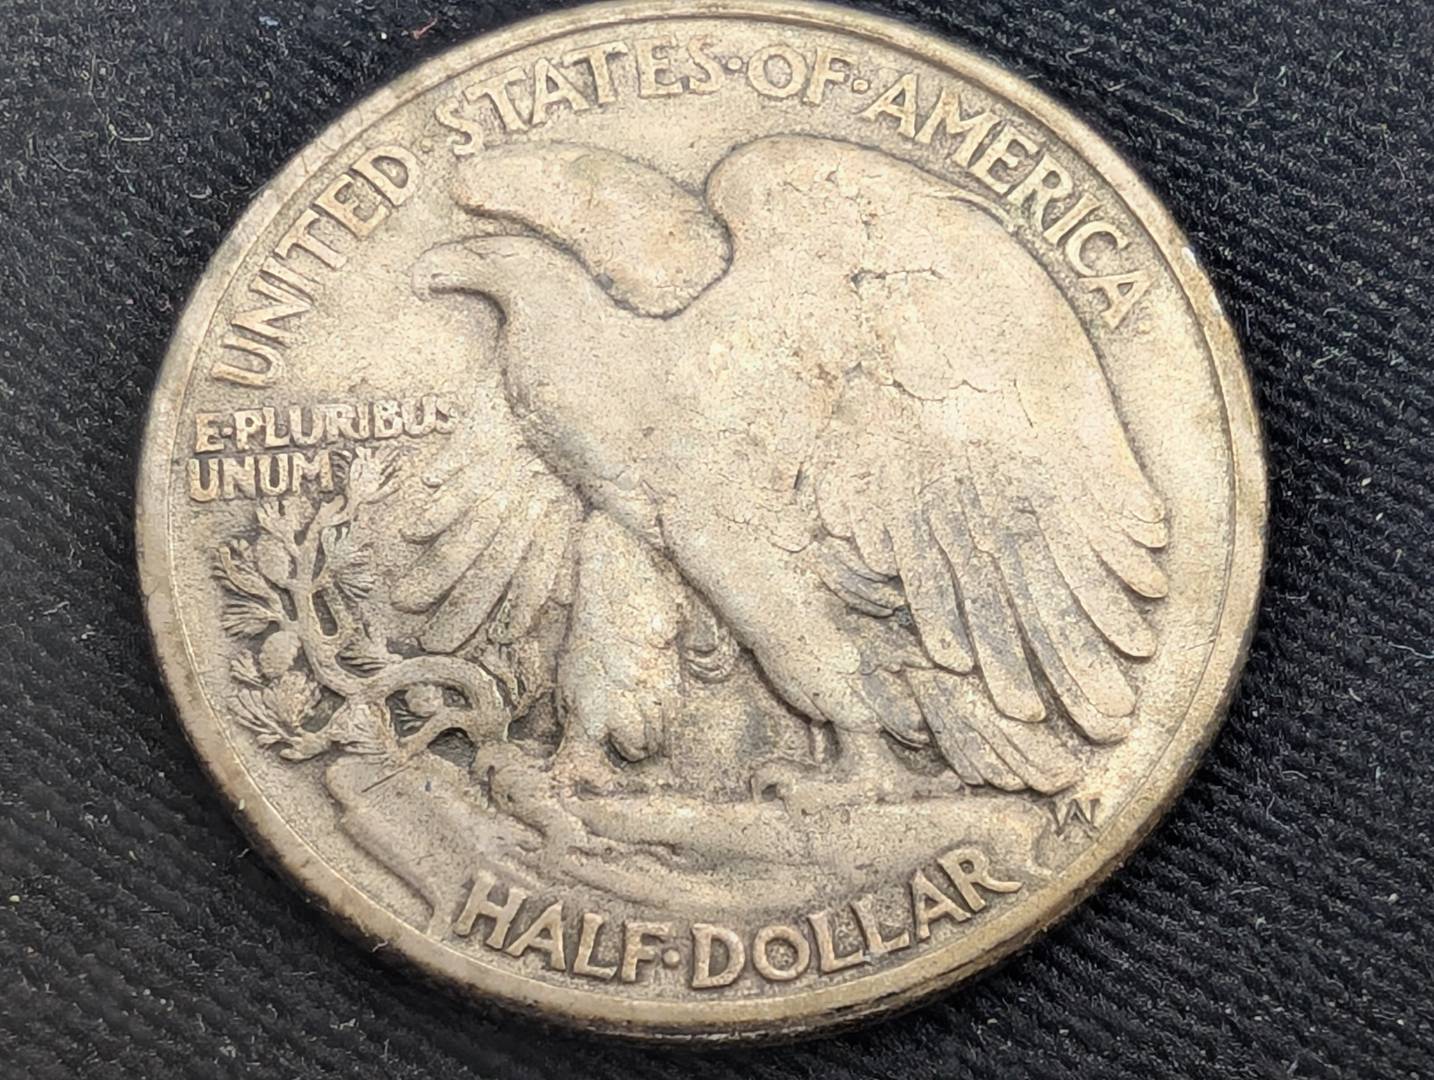 UNITED·STATES·OF·AMERICA
E·PLURIBUS
UNUM
HALF·DOLLAR
AW